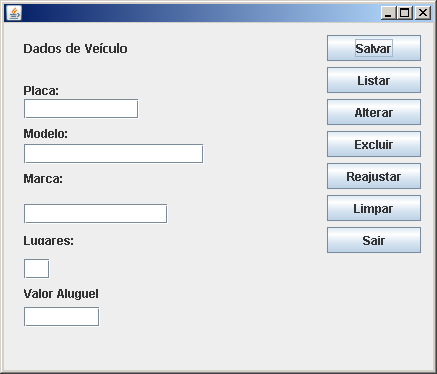 Dados de Veículo
Placa:
Modelo:
Marca:
Lugares:
Valor Aluguel
Salvar
Listar
Alterar
Excluir
Reajustar
Limpar
Sair